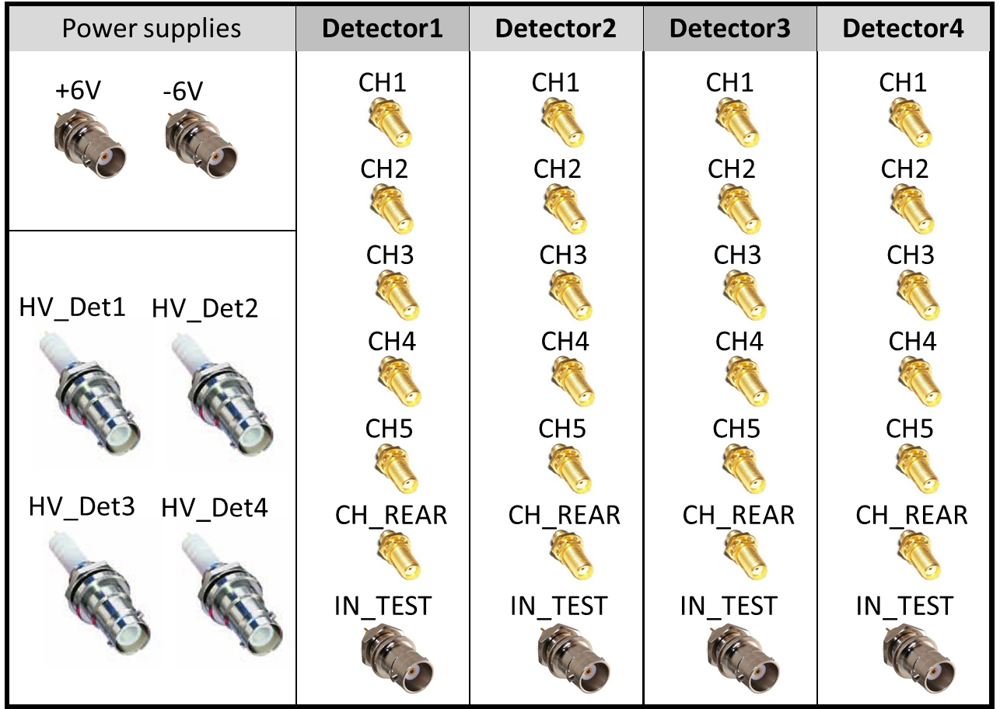 Power supplies
Detector1
Detector2
Detector3
Detector4
+6V
-6V
HV_Det1
HV_Det2
HV_Det3
HV_Det4
CH1
CH2
CH3
CH4
CH5
CH_REAR
IN_TEST
CH1
CH2
CH3
CH4
CH5
CH_REAR
IN_TEST
CH1
CH2
CH3
CH4
CH5
CH_REAR
IN_TEST
CH1
CH2
CH3
CH4
CH5
CH_REAR
IN_TEST